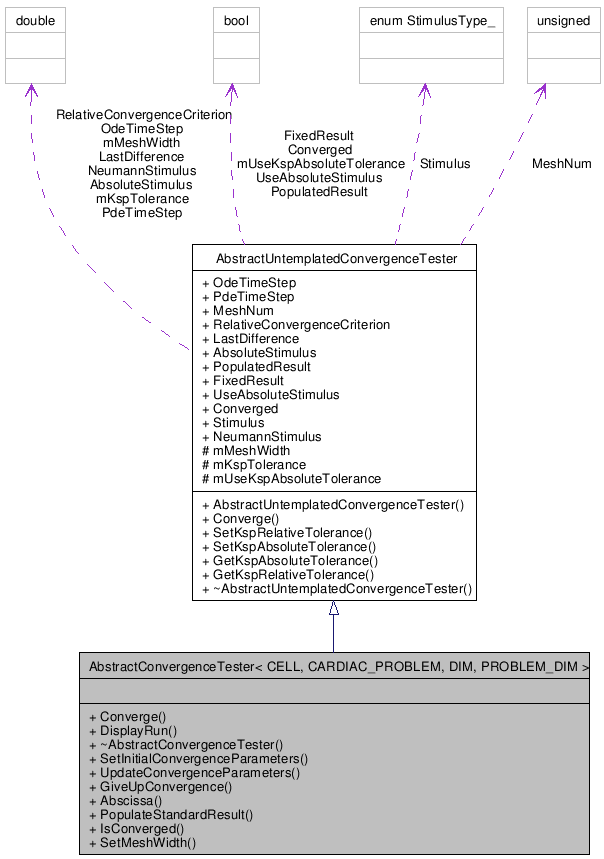 double
bool
enum StimulusType_
unsigned
RelativeConvergenceCriterion
OdeTimeStep
mMeshWidth
LastDifference
NeumannStimulus
AbsoluteStimulus
mKspTolerance
PdeTimeStep
FixedResult
Converged
mUseKspAbsoluteTolerance
UseAbsoluteStimulus
PopulatedResult
Stimulus
MeshNum
AbstractUntemplatedConvergenceTester
+ OdeTimeStep
+ PdeTimeStep
+ MeshNum
+ RelativeConvergenceCriterion
+ LastDifference
+ AbsoluteStimulus
+ PopulatedResult
+ FixedResult
+ UseAbsoluteStimulus
+ Converged
+ Stimulus
+ NeumannStimulus
# mMeshWidth
# mKspTolerance
# mUseKspAbsoluteTolerance
+ AbstractUntemplatedConvergenceTester()
+ Converge()
+ SetKspRelativeTolerance()
+ SetKspAbsoluteTolerance()
+ GetKspAbsoluteTolerance()
+ GetKspRelativeTolerance()
+ ~AbstractUntemplatedConvergenceTester()
AbstractConvergenceTester< CELL, CARDIAC_PROBLEM, DIM, PROBLEM_DIM >
+ Converge()
+ DisplayRun()
+ ~AbstractConvergenceTester()
+ SetInitialConvergenceParameters()
+ UpdateConvergenceParameters()
+ GiveUpConvergence()
+ Abscissa()
+ PopulateStandardResult()
+ IsConverged()
+ SetMeshWidth()